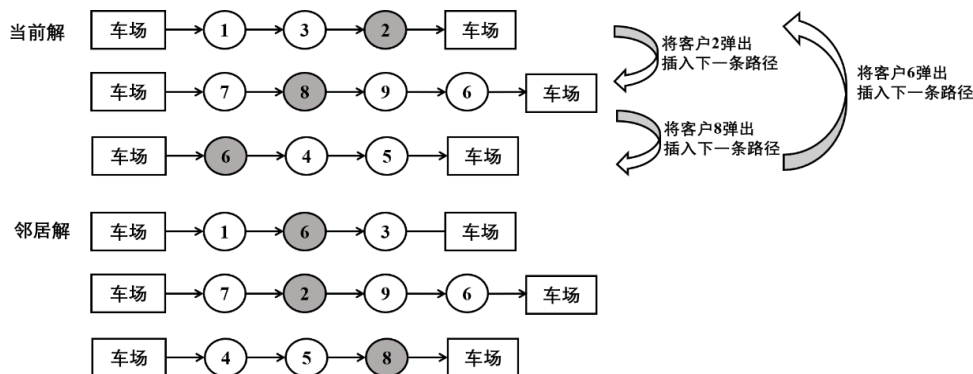 当前解
车场 1 3 2 车场
将客户2弹出
插入下一条路径
车场 7 8 9 6 车场
将客户6弹出
插入下一条路径
将客户8弹出
插入下一条路径
车场 6 4 5 车场
邻居解
车场 1 6 3 车场
车场 7 2 9 6 车场
车场 4 5 8 车场